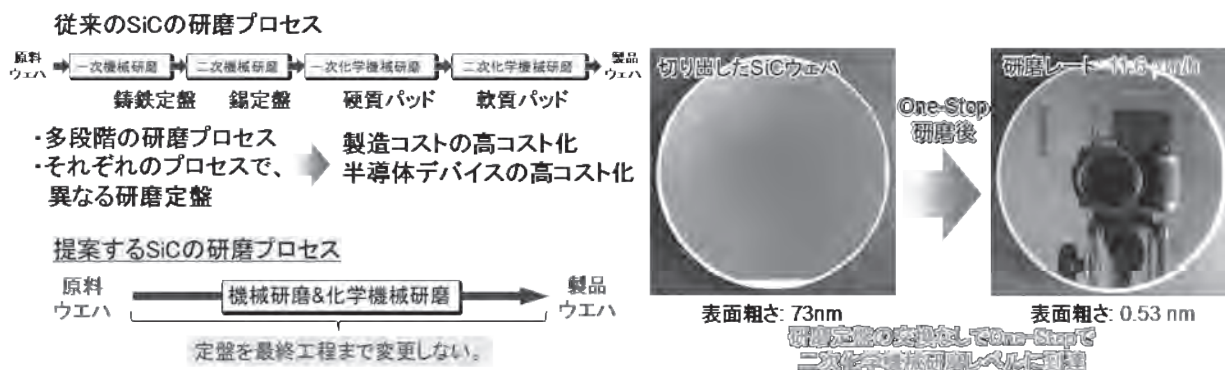 従来のSiCの研磨プロセス
原料
ウェハ
一次機械研磨
二次機械研磨
一次化学機械研磨
二次化学機械研磨
製品
ウェハ
鋳鉄定盤
錫定盤
硬質パッド
軟質パッド
・多段階の研磨プロセス
・それぞれのプロセスで、
異なる研磨定盤
製造コストの高コスト化
半導体デバイスの高コスト化
提案するSiCの研磨プロセス
原料
ウエハ
機械研磨&化学機械研磨
製品
ウエハ
定盤を最終工程まで変更しない。
切り出したSiCウェハ
One-Stop
研磨後
研磨レート 11.6 μm/h
表面粗さ: 73nm
表面粗さ: 0.53 nm
研磨定盤の交換なしでOne-Stopで
二次化学機械研磨レベルに到達